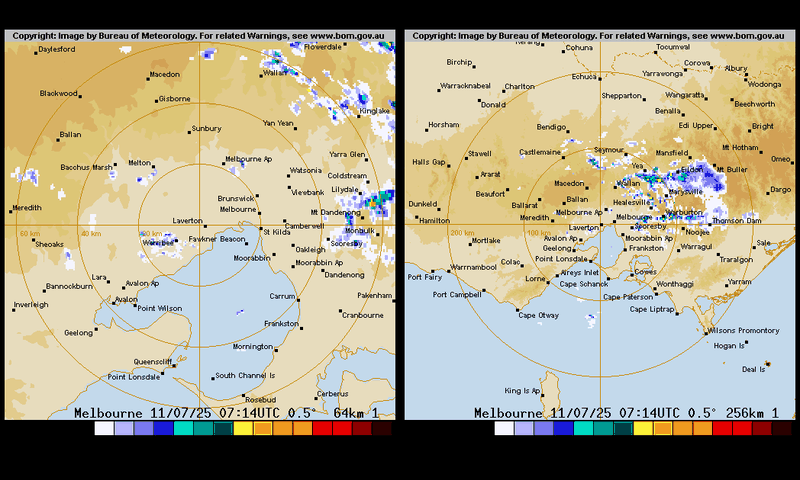 Copyright: Image by Bureau of Meteorology. For related Warnings, see www.bom.gov.au
Daylesford
Flowerdale
Macedon
Wallan
Blackwood
Gisborne
Kinglake
Ballan
Sunbury
Yan Yean
Bacchus Marsh
Melton
Melbourne Ap
Yarra Glen
Watsonia
Coldstream
Viewbank
Lilydale
Meredith
Brunswick
Melbourne
Mt Dandenong
Laverton
Camberwell
60 km
40 km
St Kilda
Monbulk
Sheoaks
Werribee
Fawkner Beacon
Oakleigh
Scoresby
Moorabbin
Moorabbin Ap
Lara
Dandenong
Bannockburn
Avalon Ap
Avalon
Carrum
Pakenham
Inverleigh
Point Wilson
Cranbourne
Geelong
Frankston
Mornington
Queenscliff
Point Lonsdale
South Channel Is
Rosebud
Cerberus
Melbourne 11/07/25 07:14UTC 0.5° 64km 1
Copyright: Image by Bureau of Meteorology. For related Warnings, see www.bom.gov.au
Cohuna
Tocumwal
Birchip
Corowa
Albury
Echuca
Yarrawonga
Warracknabeal
Charlton
Wodonga
Donald
Shepparton
Wangaratta
Beechworth
Benalla
Horsham
Bendigo
Edi Upper
Bright
Stawell
Castlemaine
Seymour
Mansfield
Mt Hotham
Halls Gap
Yea
Eildon
Mt Buller
Omeo
Ararat
Macedon
Wallan
Beaufort
Marysville
Dargo
Dunkeld
Ballarat
Ballan
Healesville
Hamilton
Meredith
Melbourne Ap
Melbourne
Warburton
Thomson Dam
200 km
100 km
Laverton
Scoresby
Noojee
Mortlake
Avalon Ap
Moorabbin Ap
Sale
Geelong
Frankston
Warragul
Colac
Point Lonsdale
Traralgon
Warrnambool
Port Fairy
Aireys Inlet
Cowes
Lorne
Cape Schanck
Wonthaggi
Yarram
Port Campbell
Cape Paterson
Cape Otway
Cape Liptrap
Wilsons Promontory
Hogan Is
Deal Is
King Is Ap
Melbourne 11/07/25 07:14UTC 0.5° 256km 1